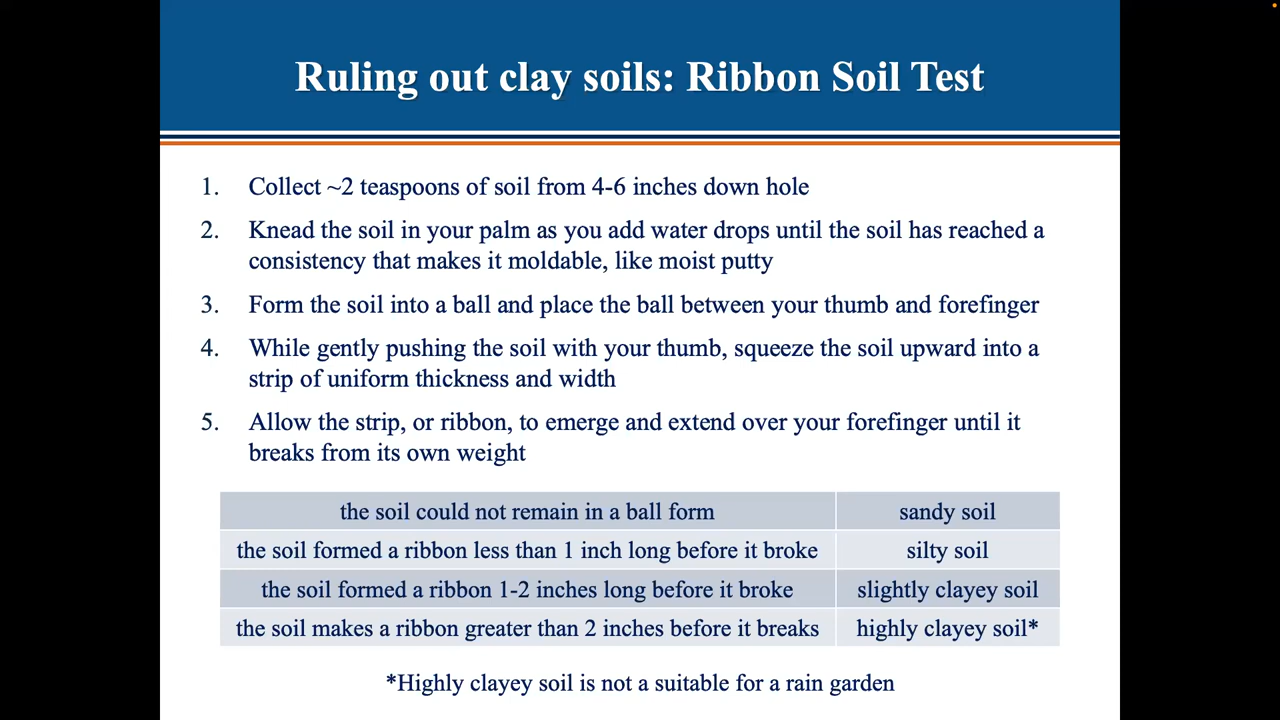 Ruling out clay soils: Ribbon Soil Test
1. Collect ~2 teaspoons of soil from 4-6 inches down hole
2. Knead the soil in your palm as you add water drops until the soil has reached a
consistency that makes it moldable, like moist putty
3. Form the soil into a ball and place the ball between your thumb and forefinger
4. While gently pushing the soil with your thumb, squeeze the soil upward into a
strip of uniform thickness and width
5. Allow the strip, or ribbon, to emerge and extend over your forefinger until it
breaks from its own weight
the soil could not remain in a ball form sandy soil
the soil formed a ribbon less than 1 inch long before it broke silty soil
the soil formed a ribbon 1-2 inches long before it broke slightly clayey soil
the soil makes a ribbon greater than 2 inches before it breaks highly clayey soil*
*Highly clayey soil is not a suitable for a rain garden